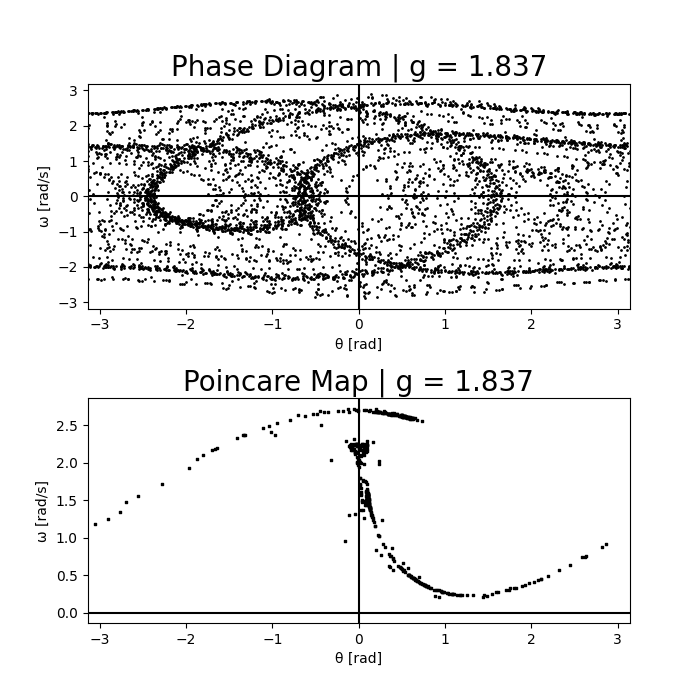 Phase Diagram | g = 1.837
3
2
1
0
−1
−2
−3
ω [rad/s]
−3 −2 −1 0 1 2 3
θ [rad]
Poincare Map | g = 1.837
2.5
2.0
1.5
1.0
0.5
0.0
ω [rad/s]
−3 −2 −1 0 1 2 3
θ [rad]